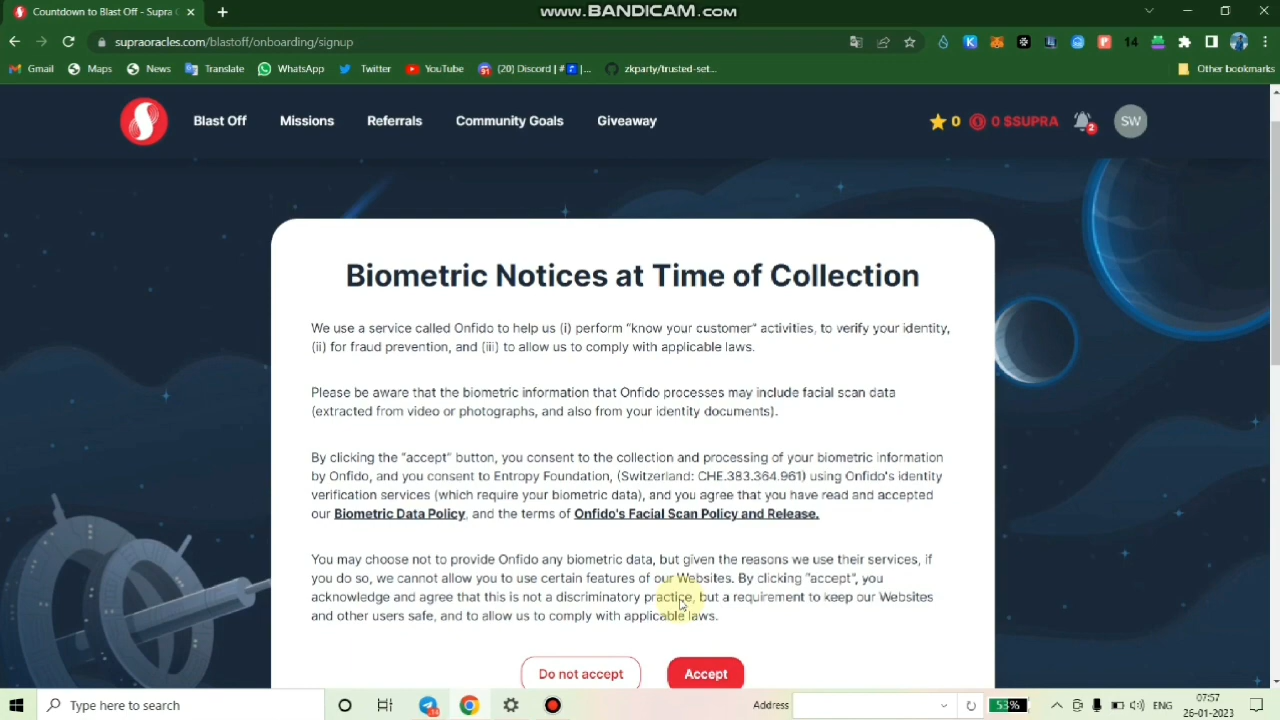 www.BANDICAM.com
Countdown to Blast Off - Supra
supraoracles.com/blastoff/onboarding/signup
14
Gmail Maps News Translate WhatsApp Twitter YouTube (20) Discord | #... zkparty/trusted-set... Other bookmarks
Blast Off Missions Referrals Community Goals Giveaway 0 0 $SUPRA 2 SW
Biometric Notices at Time of Collection
We use a service called Onfido to help us (i) perform “know your customer” activities, to verify your identity,
(ii) for fraud prevention, and (iii) to allow us to comply with applicable laws.
Please be aware that the biometric information that Onfido processes may include facial scan data
(extracted from video or photographs, and also from your identity documents).
By clicking the “accept” button, you consent to the collection and processing of your biometric information
by Onfido, and you consent to Entropy Foundation, (Switzerland: CHE.383.364.961) using Onfido's identity
verification services (which require your biometric data), and you agree that you have read and accepted
our Biometric Data Policy, and the terms of Onfido's Facial Scan Policy and Release.
You may choose not to provide Onfido any biometric data, but given the reasons we use their services, if
you do so, we cannot allow you to use certain features of our Websites. By clicking “accept”, you
acknowledge and agree that this is not a discriminatory practice, but a requirement to keep our Websites
and other users safe, and to allow us to comply with applicable laws.
Do not accept Accept
Type here to search Address 53% ENG 07:57
26-01-2023